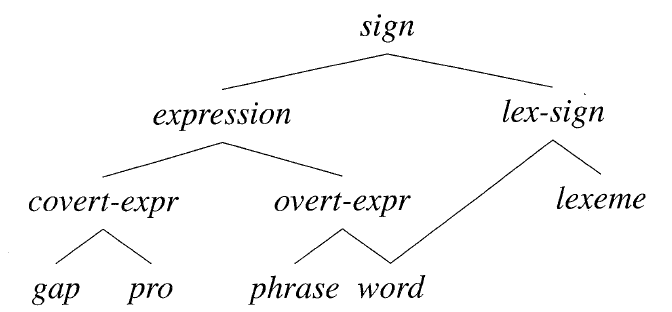 sign
expression lex-sign
covert-expr overt-expr lexeme
gap pro phrase word